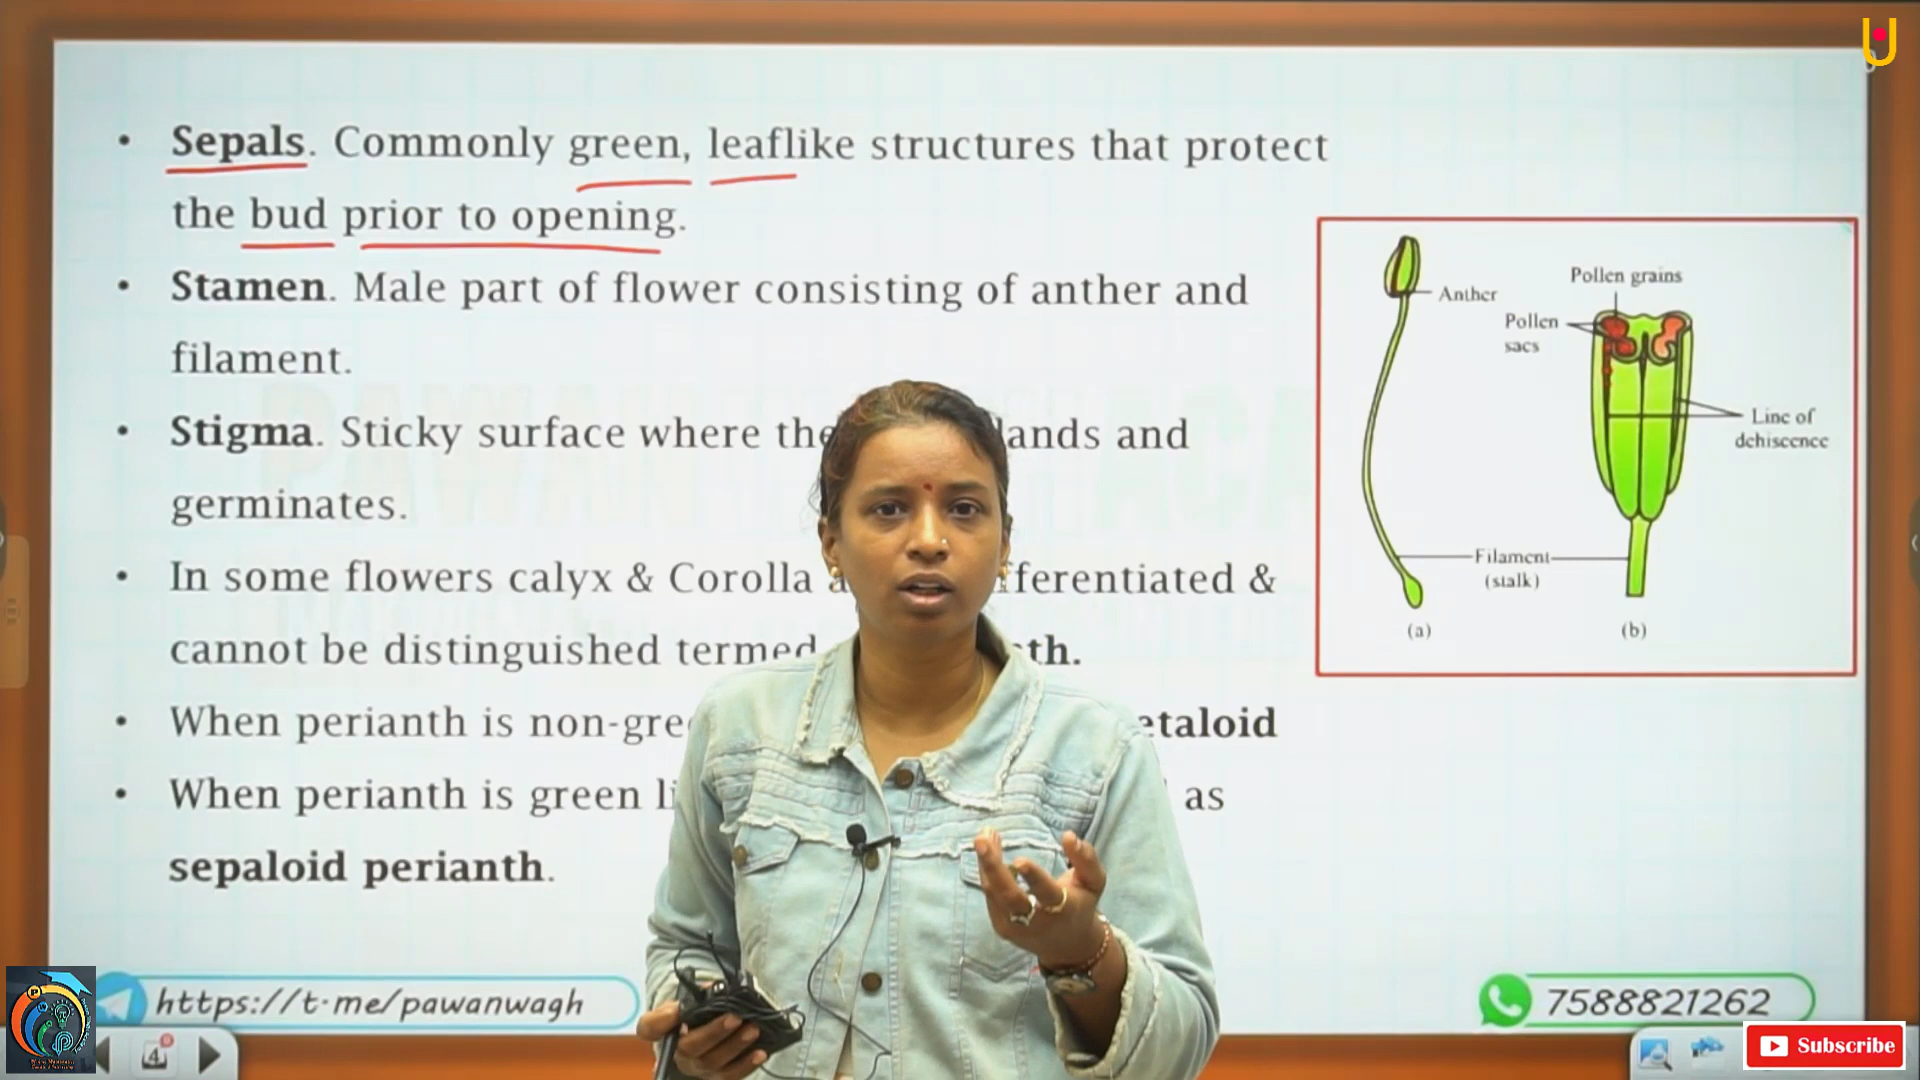 • Sepals. Commonly green, leaflike structures that protect
the bud prior to opening.
• Stamen. Male part of flower consisting of anther and
filament.
• Stigma. Sticky surface where the lands and
germinates.
• In some flowers calyx & Corolla fferentiated &
cannot be distinguished termed th.
• When perianth is non-gre etaloid
• When perianth is green li as
sepaloid perianth.
Anther
Pollen grains
Pollen
sacs
Line of
dehiscence
Filament
(stalk)
(a)
(b)
https://t.me/pawanwagh
7588821262
4
Subscribe